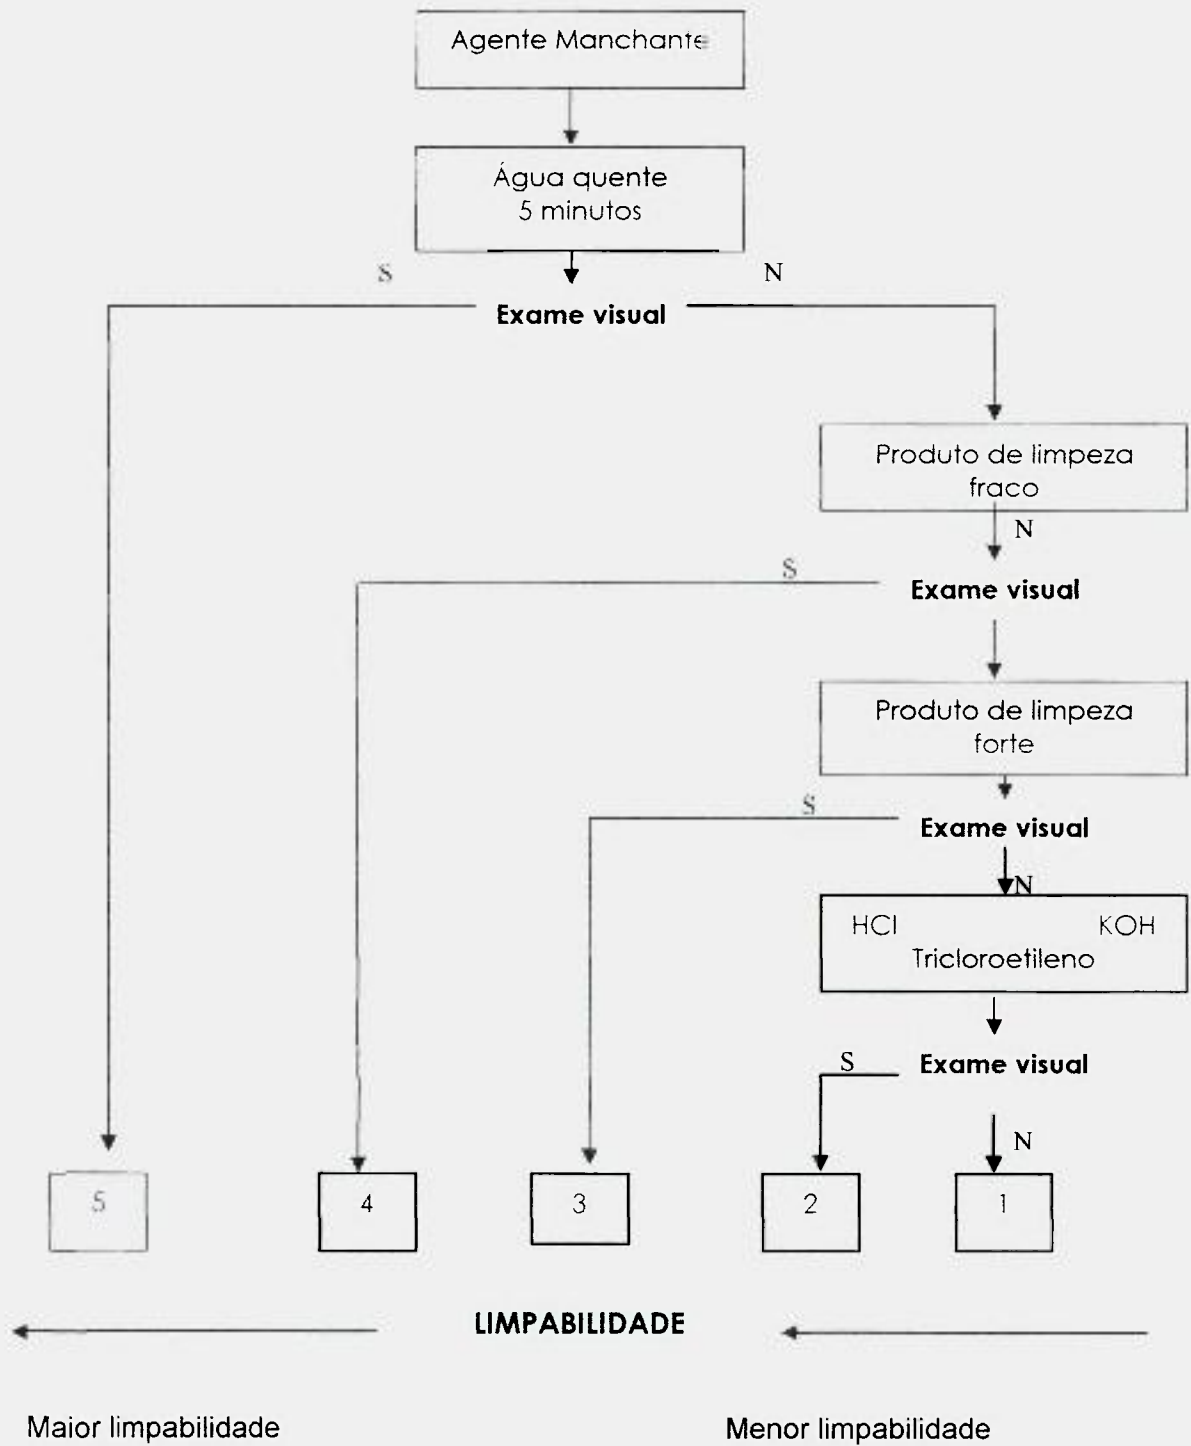 Agente Manchante
Água quente
5 minutos
S
N
Exame visual
Produto de limpeza
fraco
N
S
Exame visual
Produto de limpeza
forte
S
Exame visual
N
HCl KOH
Tricloroetileno
S
Exame visual
N
5
4
3
2
1
LIMPABILIDADE
Maior limpabilidade
Menor limpabilidade